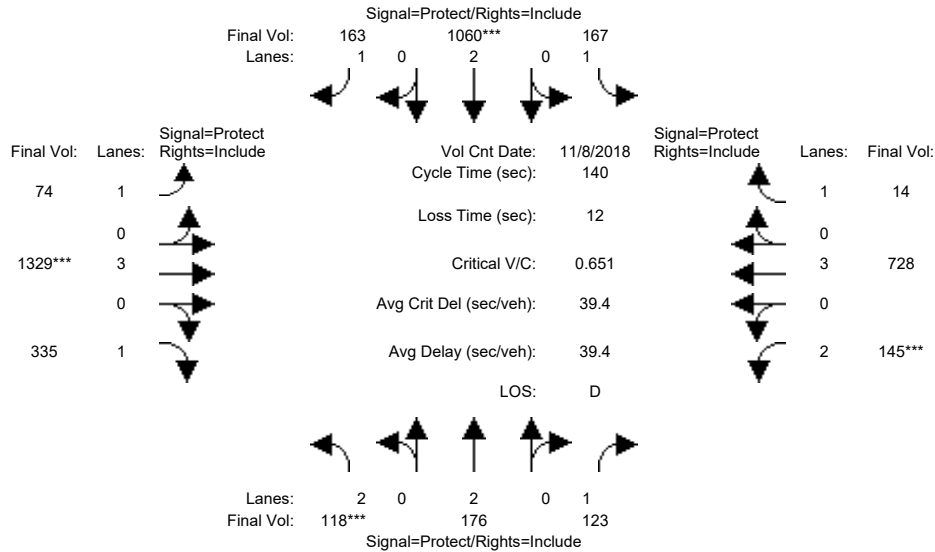 Signal=Protect/Rights=Include
Final Vol: 163 1060*** 167
Lanes: 1 0 2 0 1
Signal=Protect Signal=Protect
Final Vol: Lanes: Rights=Include Vol Cnt Date: 11/8/2018 Rights=Include Lanes: Final Vol:
Cycle Time (sec): 140
74 1 1 14
Loss Time (sec): 12
0 0
1329*** 3 Critical V/C: 0.651 3 728
0 Avg Crit Del (sec/veh): 39.4 0
335 1 Avg Delay (sec/veh): 39.4 2 145***
LOS: D
Lanes: 2 0 2 0 1
Final Vol: 118*** 176 123
Signal=Protect/Rights=Include